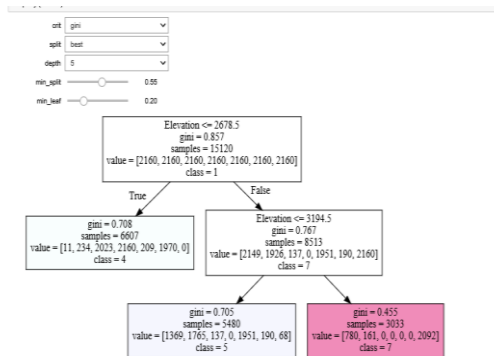 crit gini
split best
depth 5
min_split 0.55
min_leaf 0.20
Elevation <= 2678.5
gini = 0.857
samples = 15120
value = [2160, 2160, 2160, 2160, 2160, 2160, 2160]
class = 1
True
False
gini = 0.708
samples = 6607
value = [11, 234, 2023, 2160, 209, 1970, 0]
class = 4
Elevation <= 3194.5
gini = 0.767
samples = 8513
value = [2149, 1926, 137, 0, 1951, 190, 2160]
class = 7
gini = 0.705
samples = 5480
value = [1369, 1765, 137, 0, 1951, 190, 68]
class = 5
gini = 0.455
samples = 3033
value = [780, 161, 0, 0, 0, 0, 2092]
class = 7